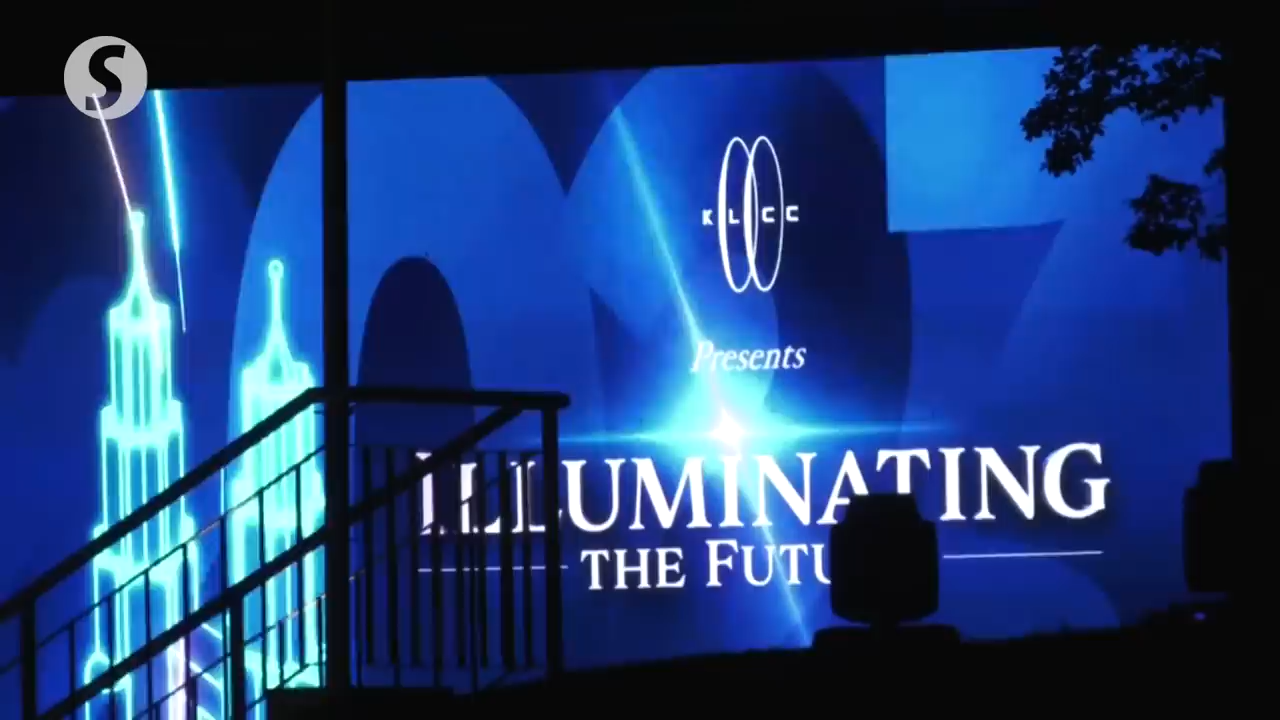 S
KLCC
Presents
ILLUMINATING
THE FUTU